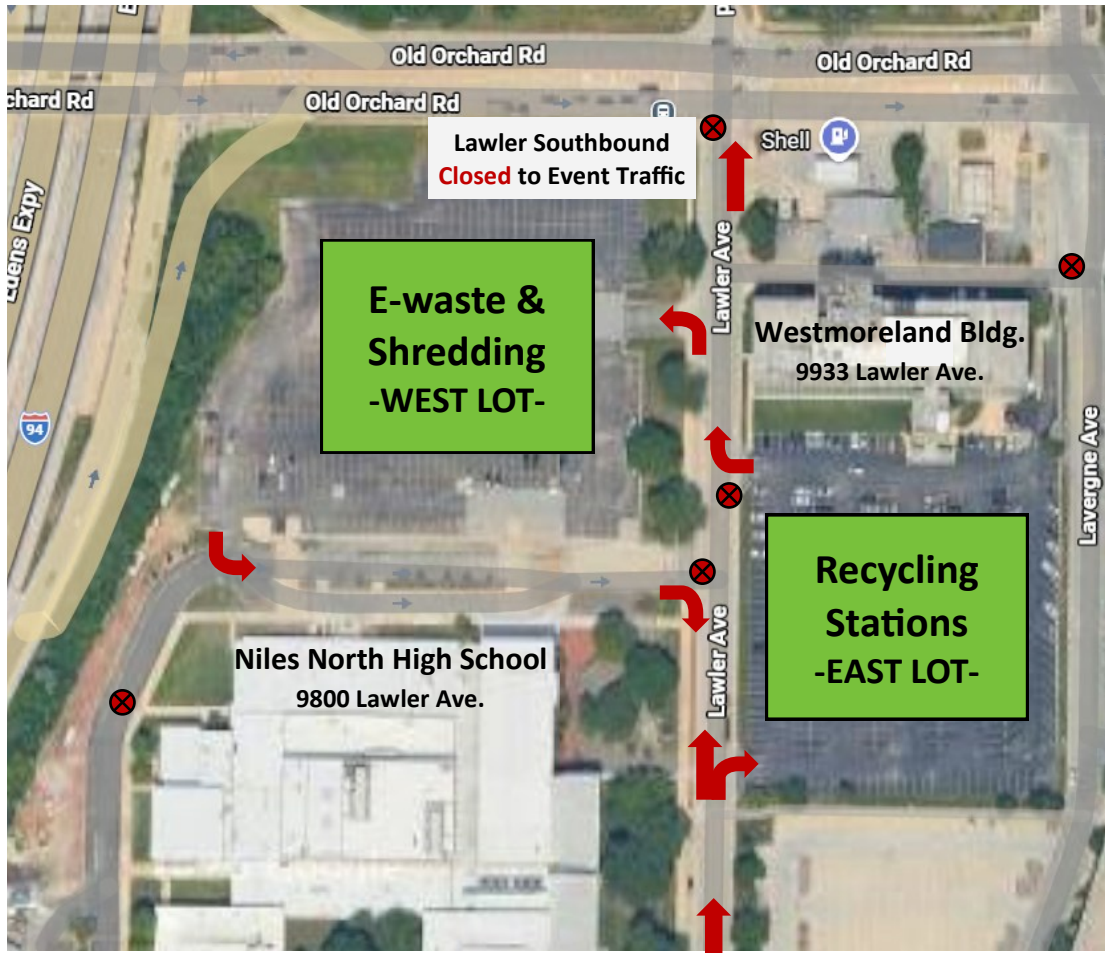 Old Orchard Rd
Old Orchard Rd
chard Rd
Old Orchard Rd
Lawler Southbound
Closed to Event Traffic
Shell
Edens Expy
Lawler Ave
E-waste &
Shredding
-WEST LOT-
Westmoreland Bldg.
9933 Lawler Ave.
94
Lavergne Ave
Recycling
Stations
-EAST LOT-
Lawler Ave
Niles North High School
9800 Lawler Ave.